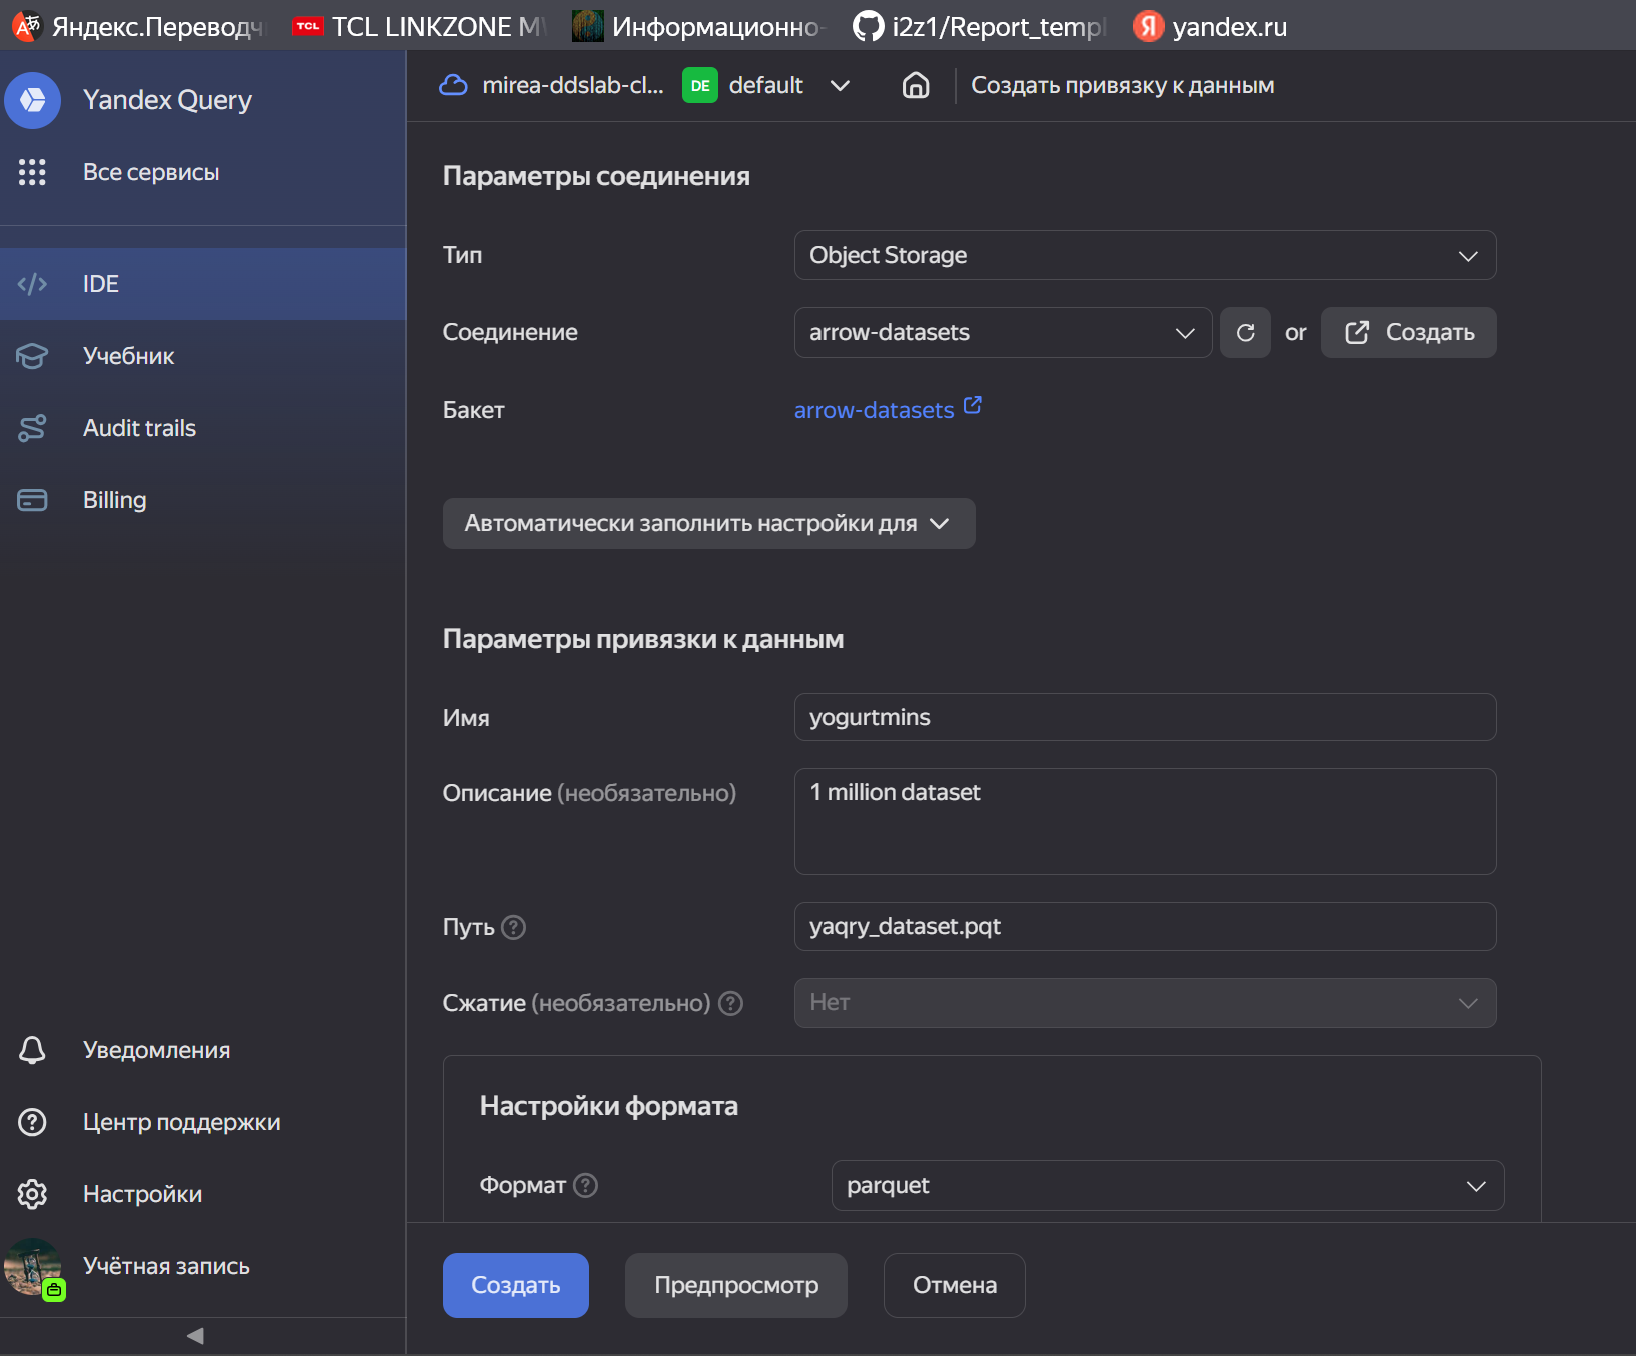 Яндекс.Переводч TCL TCL LINKZONE M Информационно- i2z1/Report_templ Я yandex.ru
Yandex Query
Все сервисы
IDE
Учебник
Audit trails
Billing
Уведомления
Центр поддержки
Настройки
Учётная запись
mirea-ddslab-cl... DE default Создать привязку к данным
Параметры соединения
Тип Object Storage
Соединение arrow-datasets or Создать
Бакет arrow-datasets
Автоматически заполнить настройки для
Параметры привязки к данным
Имя yogurtmins
Описание (необязательно) 1 million dataset
Путь yaqry_dataset.pqt
Сжатие (необязательно) Нет
Настройки формата
Формат parquet
Создать Предпросмотр Отмена